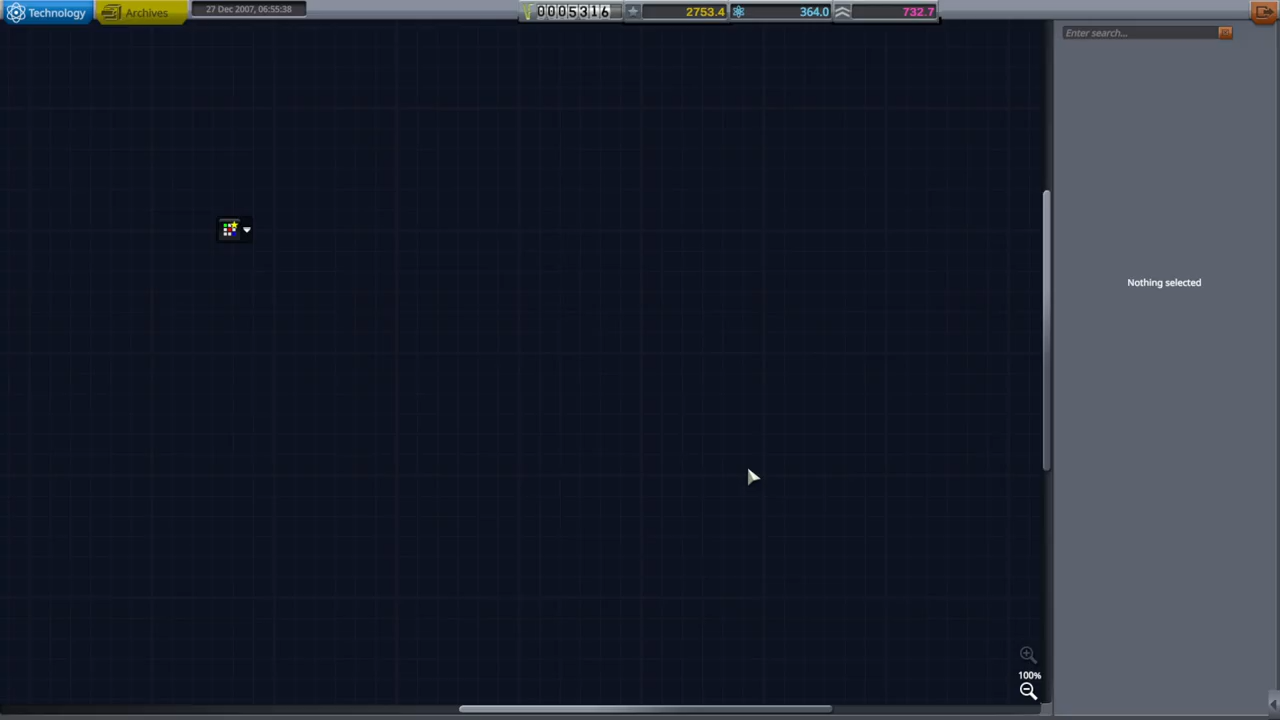 Technology
Archives
27 Dec 2007, 06:55:38
0005316
2753.4
364.0
732.7
Enter search...
Nothing selected
100%